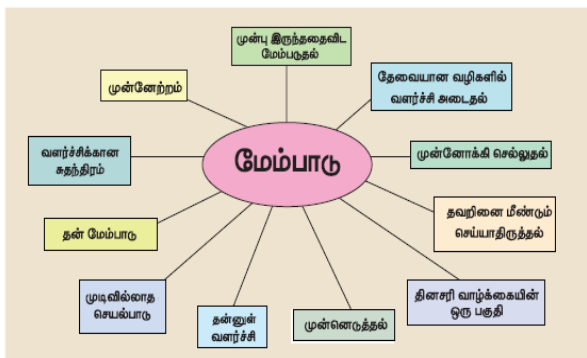 முன்பு இருந்ததைவிட
மேம்படுதல்
முன்னேற்றம்
தேவையான வழிகளில்
வளர்ச்சி அடைதல்
வளர்ச்சிக்கான
சுதந்திரம்
மேம்பாடு
முன்னோக்கி செல்லுதல்
தன் மேம்பாடு
தவறினை மீண்டும்
செய்யாதிருத்தல்
முடிவில்லாத
செயல்பாடு
தன்னுள்
வளர்ச்சி
முன்னெடுத்தல்
தினசரி வாழ்க்கையின்
ஒரு பகுதி